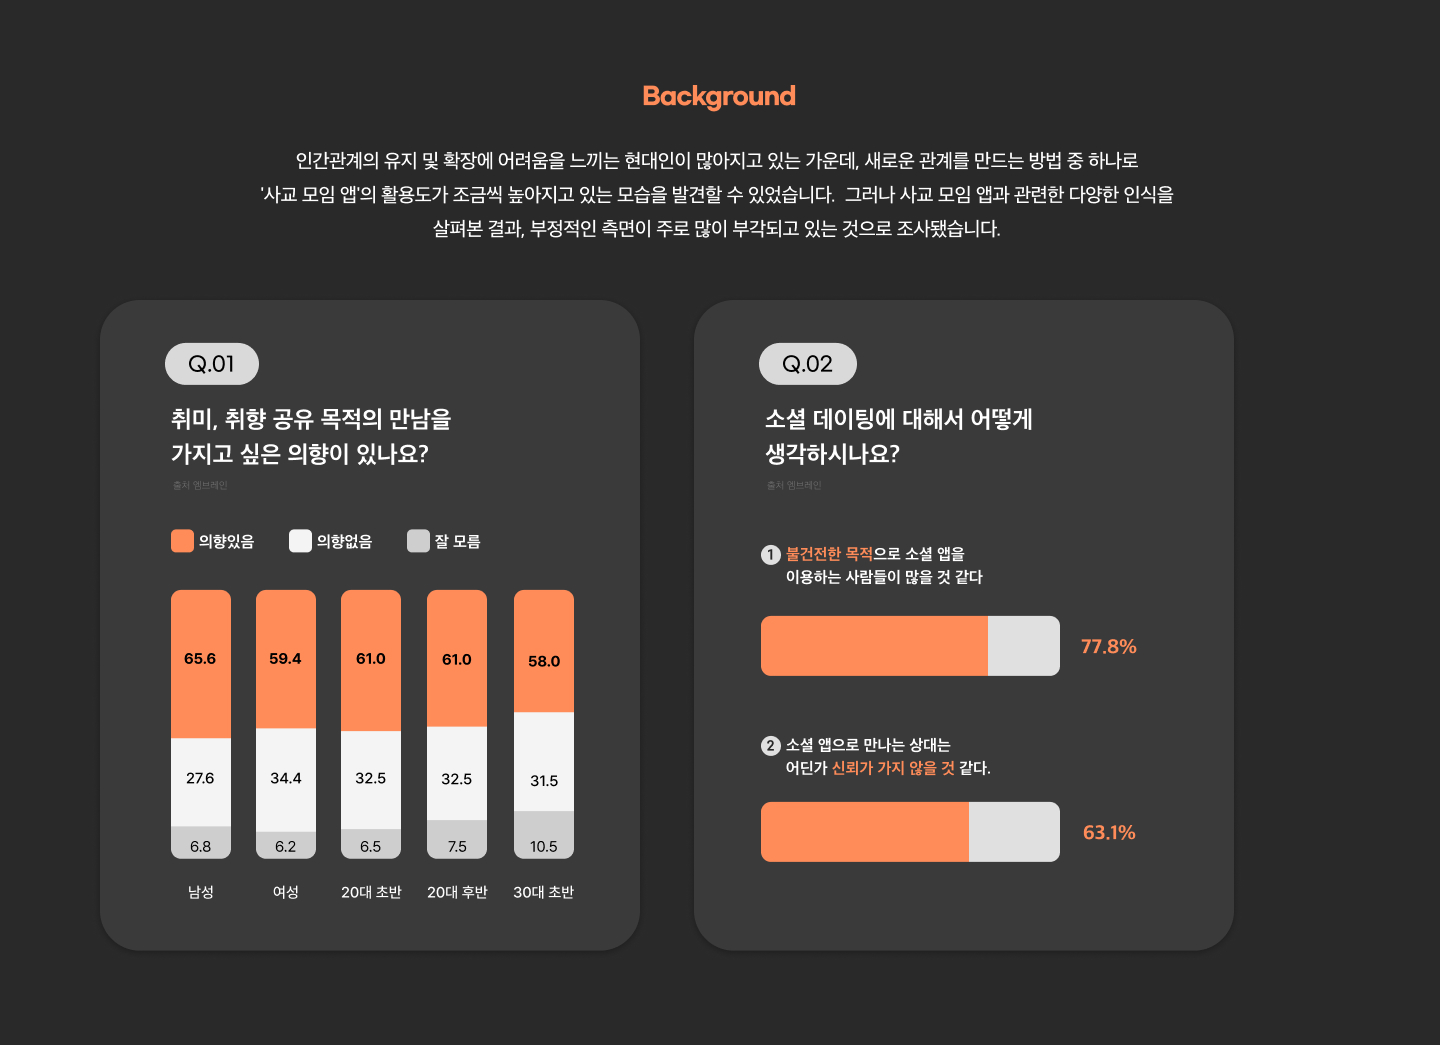 Background
인간관계의 유지 및 확장에 어려움을 느끼는 현대인이 많아지고 있는 가운데, 새로운 관계를 만드는 방법 중 하나로
'사교 모임 앱'의 활용도가 조금씩 높아지고 있는 모습을 발견할 수 있었습니다. 그러나 사교 모임 앱과 관련한 다양한 인식을
살펴본 결과, 부정적인 측면이 주로 많이 부각되고 있는 것으로 조사됐습니다.
Q.01
취미, 취향 공유 목적의 만남을
가지고 싶은 의향이 있나요?
출처 엠브레인
의향있음 의향없음 잘 모름
65.6 59.4 61.0 61.0 58.0
27.6 34.4 32.5 32.5 31.5
6.8 6.2 6.5 7.5 10.5
남성 여성 20대 초반 20대 후반 30대 초반
Q.02
소셜 데이팅에 대해서 어떻게
생각하시나요?
출처 엠브레인
1 불건전한 목적으로 소셜 앱을
이용하는 사람들이 많을 것 같다
77.8%
2 소셜 앱으로 만나는 상대는
어딘가 신뢰가 가지 않을 것 같다.
63.1%